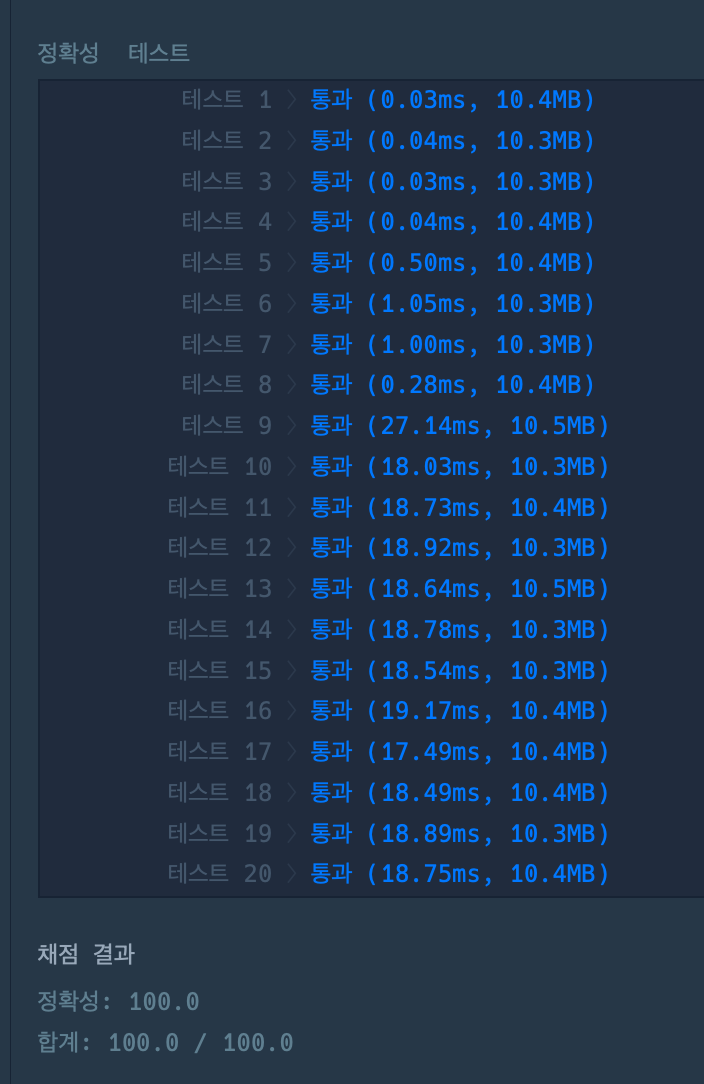 정확성 테스트
테스트 1 〉 통과 (0.03ms, 10.4MB)
테스트 2 〉 통과 (0.04ms, 10.3MB)
테스트 3 〉 통과 (0.03ms, 10.3MB)
테스트 4 〉 통과 (0.04ms, 10.4MB)
테스트 5 〉 통과 (0.50ms, 10.4MB)
테스트 6 〉 통과 (1.05ms, 10.3MB)
테스트 7 〉 통과 (1.00ms, 10.3MB)
테스트 8 〉 통과 (0.28ms, 10.4MB)
테스트 9 〉 통과 (27.14ms, 10.5MB)
테스트 10 〉 통과 (18.03ms, 10.3MB)
테스트 11 〉 통과 (18.73ms, 10.4MB)
테스트 12 〉 통과 (18.92ms, 10.3MB)
테스트 13 〉 통과 (18.64ms, 10.5MB)
테스트 14 〉 통과 (18.78ms, 10.3MB)
테스트 15 〉 통과 (18.54ms, 10.3MB)
테스트 16 〉 통과 (19.17ms, 10.4MB)
테스트 17 〉 통과 (17.49ms, 10.4MB)
테스트 18 〉 통과 (18.49ms, 10.4MB)
테스트 19 〉 통과 (18.89ms, 10.3MB)
테스트 20 〉 통과 (18.75ms, 10.4MB)
채점 결과
정확성: 100.0
합계: 100.0 / 100.0